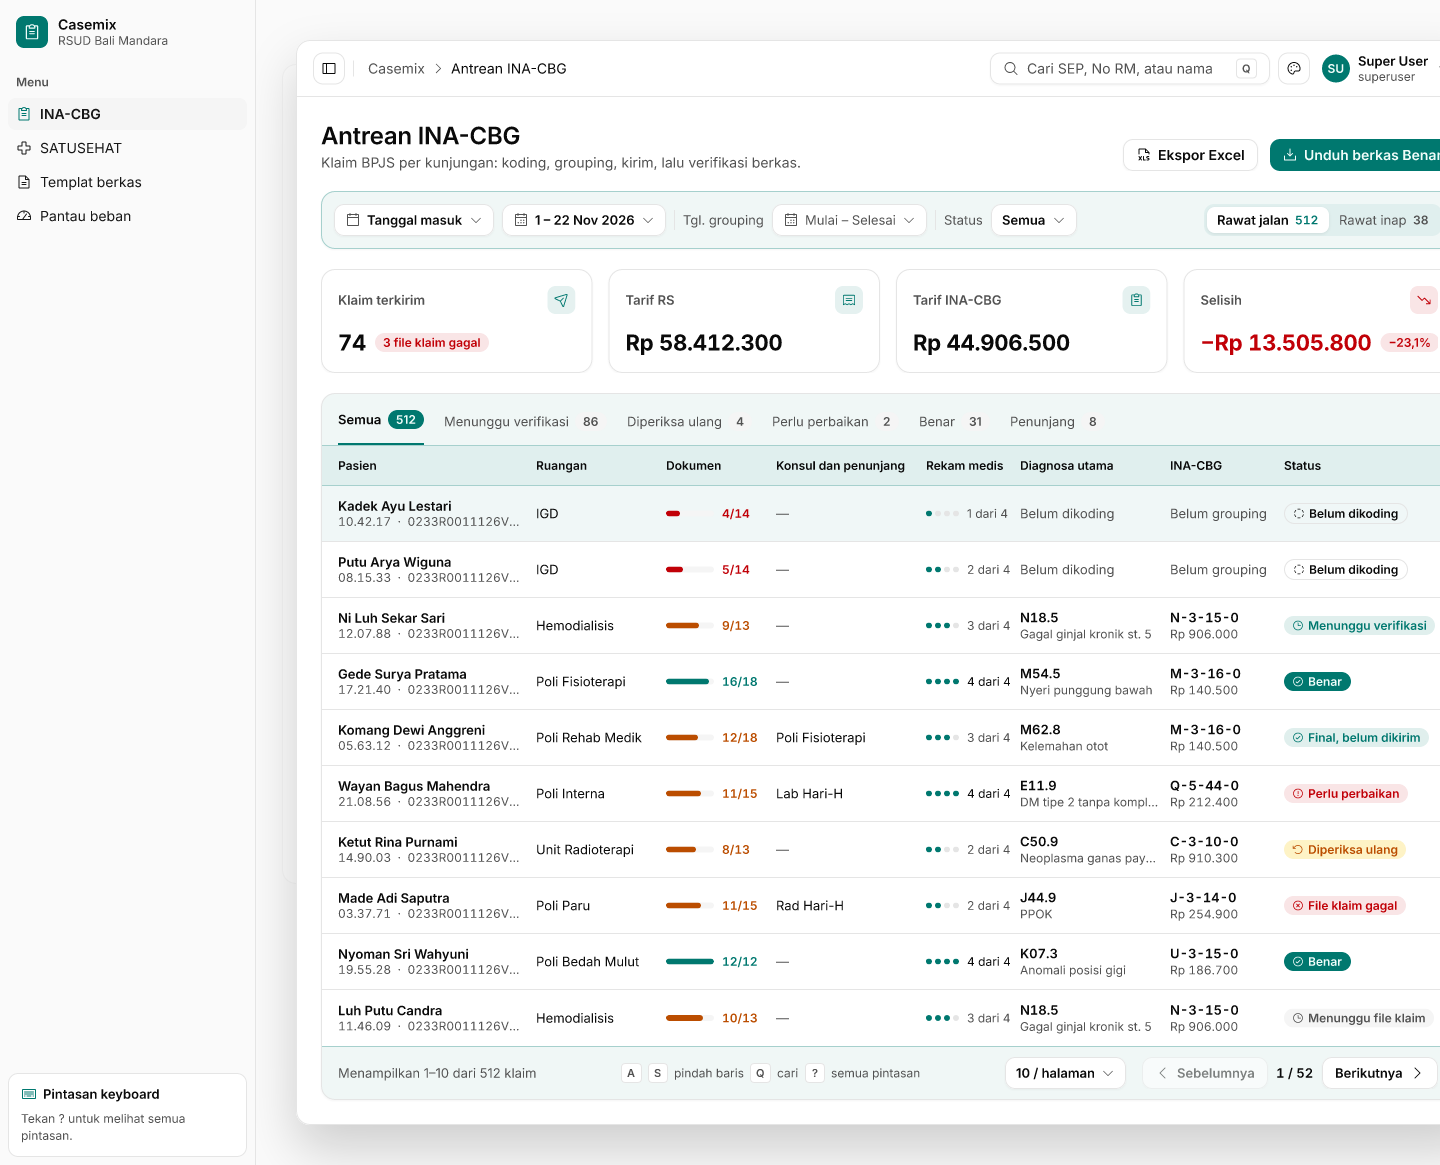 Casemix
RSUD Bali Mandara
Menu
INA-CBG
SATUSEHAT
Templat berkas
Pantau beban
Pintasan keyboard
Tekan ? untuk melihat semua
pintasan.
Casemix > Antrean INA-CBG
Cari SEP, No RM, atau nama Q
SU Super User
superuser
Antrean INA-CBG
Klaim BPJS per kunjungan: koding, grouping, kirim, lalu verifikasi berkas.
XLS Ekspor Excel
Unduh berkas Benar
Tanggal masuk 1 – 22 Nov 2026 Tgl. grouping Mulai – Selesai Status Semua Rawat jalan 512 Rawat inap 38
Klaim terkirim
74 3 file klaim gagal
Tarif RS
Rp 58.412.300
Tarif INA-CBG
Rp 44.906.500
Selisih
−Rp 13.505.800 −23,1%
Semua 512 Menunggu verifikasi 86 Diperiksa ulang 4 Perlu perbaikan 2 Benar 31 Penunjang 8
Pasien Ruangan Dokumen Konsul dan penunjang Rekam medis Diagnosa utama INA-CBG Status
Kadek Ayu Lestari
10.42.17 · 0233R0011126V...
IGD 4/14 — 1 dari 4 Belum dikoding Belum grouping Belum dikoding
Putu Arya Wiguna
08.15.33 · 0233R0011126V...
IGD 5/14 — 2 dari 4 Belum dikoding Belum grouping Belum dikoding
Ni Luh Sekar Sari
12.07.88 · 0233R0011126V...
Hemodialisis 9/13 — 3 dari 4
N18.5
Gagal ginjal kronik st. 5
N-3-15-0
Rp 906.000
Menunggu verifikasi
Gede Surya Pratama
17.21.40 · 0233R0011126V...
Poli Fisioterapi 16/18 — 4 dari 4
M54.5
Nyeri punggung bawah
M-3-16-0
Rp 140.500
Benar
Komang Dewi Anggreni
05.63.12 · 0233R0011126V...
Poli Rehab Medik 12/18 Poli Fisioterapi 3 dari 4
M62.8
Kelemahan otot
M-3-16-0
Rp 140.500
Final, belum dikirim
Wayan Bagus Mahendra
21.08.56 · 0233R0011126V...
Poli Interna 11/15 Lab Hari-H 4 dari 4
E11.9
DM tipe 2 tanpa kompl...
Q-5-44-0
Rp 212.400
Perlu perbaikan
Ketut Rina Purnami
14.90.03 · 0233R0011126V...
Unit Radioterapi 8/13 — 2 dari 4
C50.9
Neoplasma ganas pay...
C-3-10-0
Rp 910.300
Diperiksa ulang
Made Adi Saputra
03.37.71 · 0233R0011126V...
Poli Paru 11/15 Rad Hari-H 2 dari 4
J44.9
PPOK
J-3-14-0
Rp 254.900
File klaim gagal
Nyoman Sri Wahyuni
19.55.28 · 0233R0011126V...
Poli Bedah Mulut 12/12 — 4 dari 4
K07.3
Anomali posisi gigi
U-3-15-0
Rp 186.700
Benar
Luh Putu Candra
11.46.09 · 0233R0011126V...
Hemodialisis 10/13 — 3 dari 4
N18.5
Gagal ginjal kronik st. 5
N-3-15-0
Rp 906.000
Menunggu file klaim
Menampilkan 1–10 dari 512 klaim A S pindah baris Q cari ? semua pintasan 10 / halaman Sebelumnya 1 / 52 Berikutnya